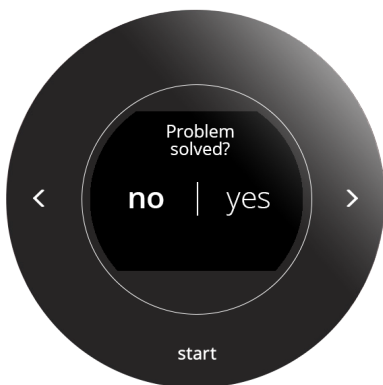 Problem
solved?
no | yes
start